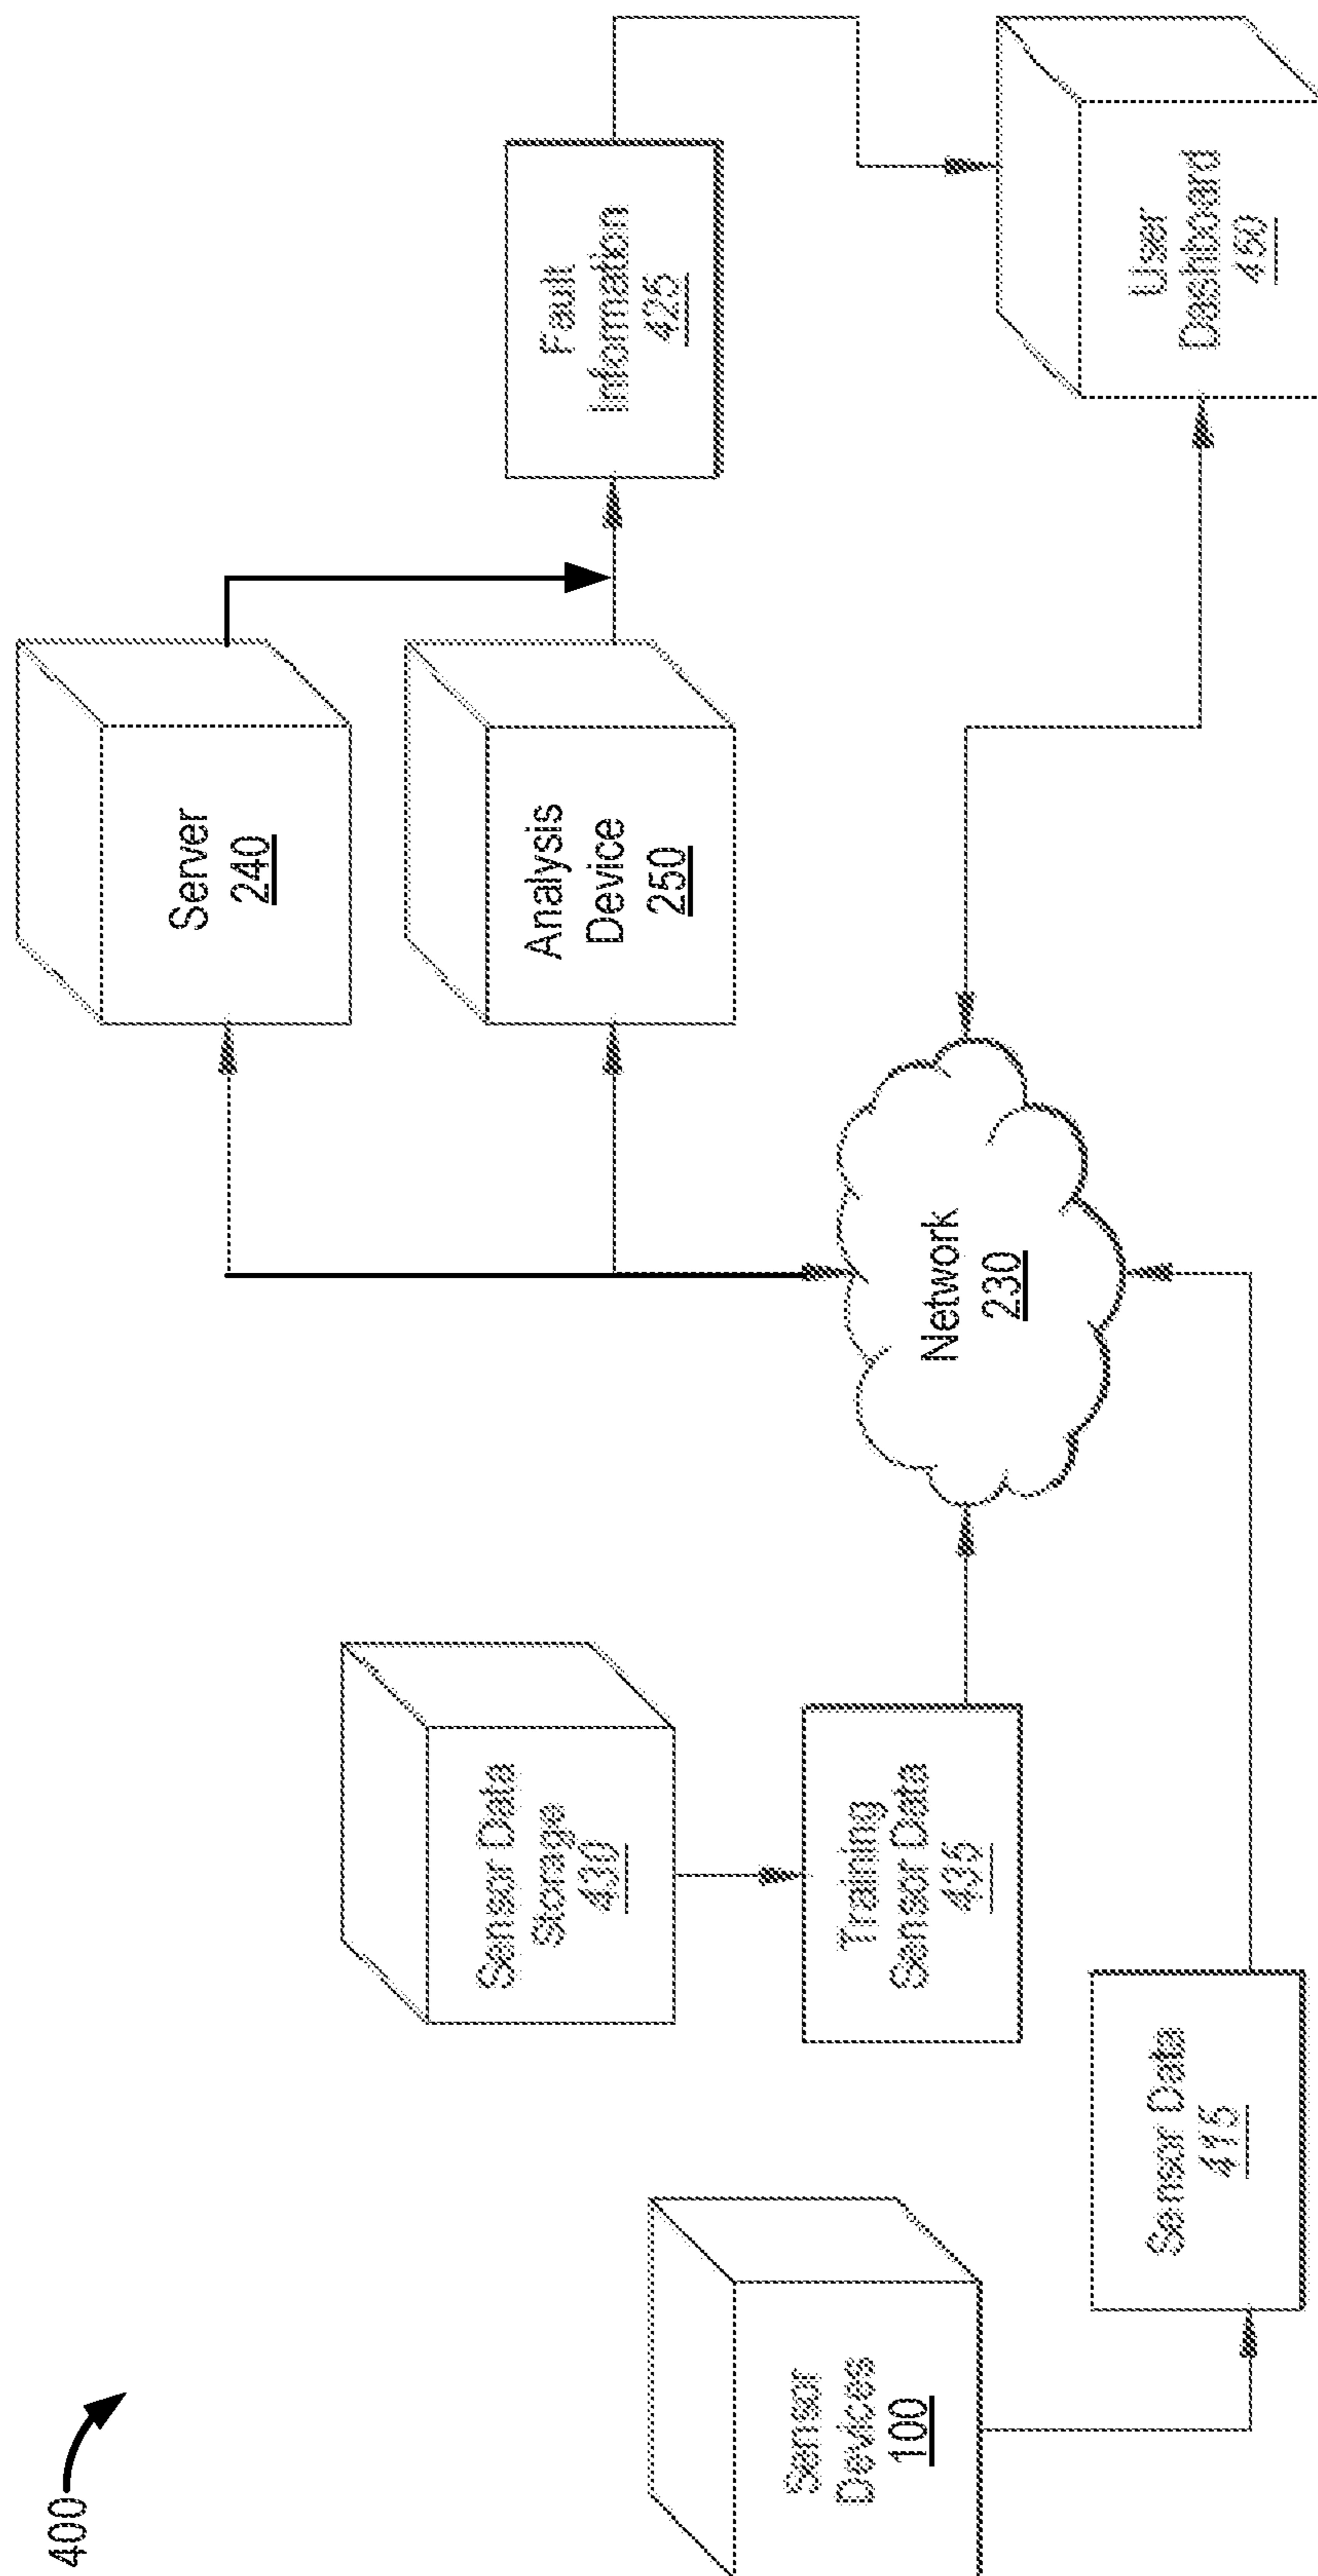 400
Sensor
Devices
100
Sensor Data
415
Sensor Data
Storage
430
Training
Sensor Data
435
Network
230
Server
240
Analysis
Device
250
Fault
Information
425
User
Dashboard
450